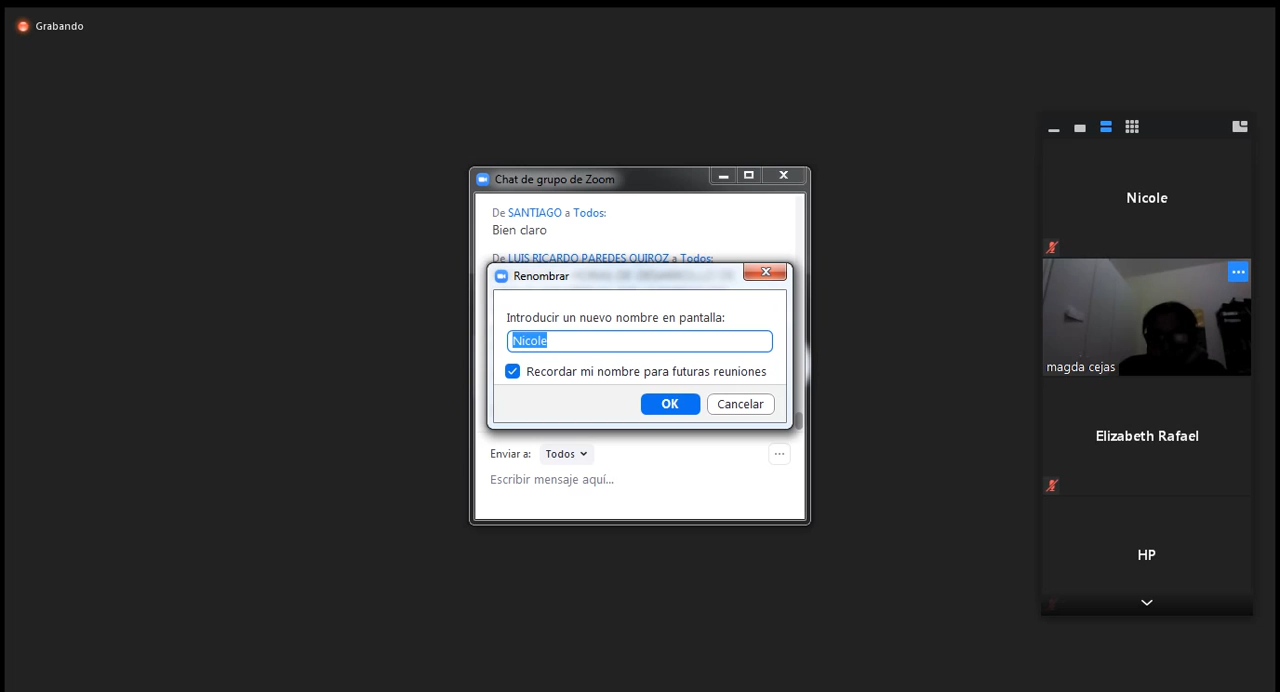 Grabando
Chat de grupo de Zoom
De SANTIAGO a Todos:
Bien claro
De LUIS RICARDO PAREDES QUIROZ a Todos:
Renombrar
Introducir un nuevo nombre en pantalla:
Nicole
Recordar mi nombre para futuras reuniones
OK
Cancelar
Enviar a:
Todos
Escribir mensaje aquí...
Nicole
magda cejas
Elizabeth Rafael
HP